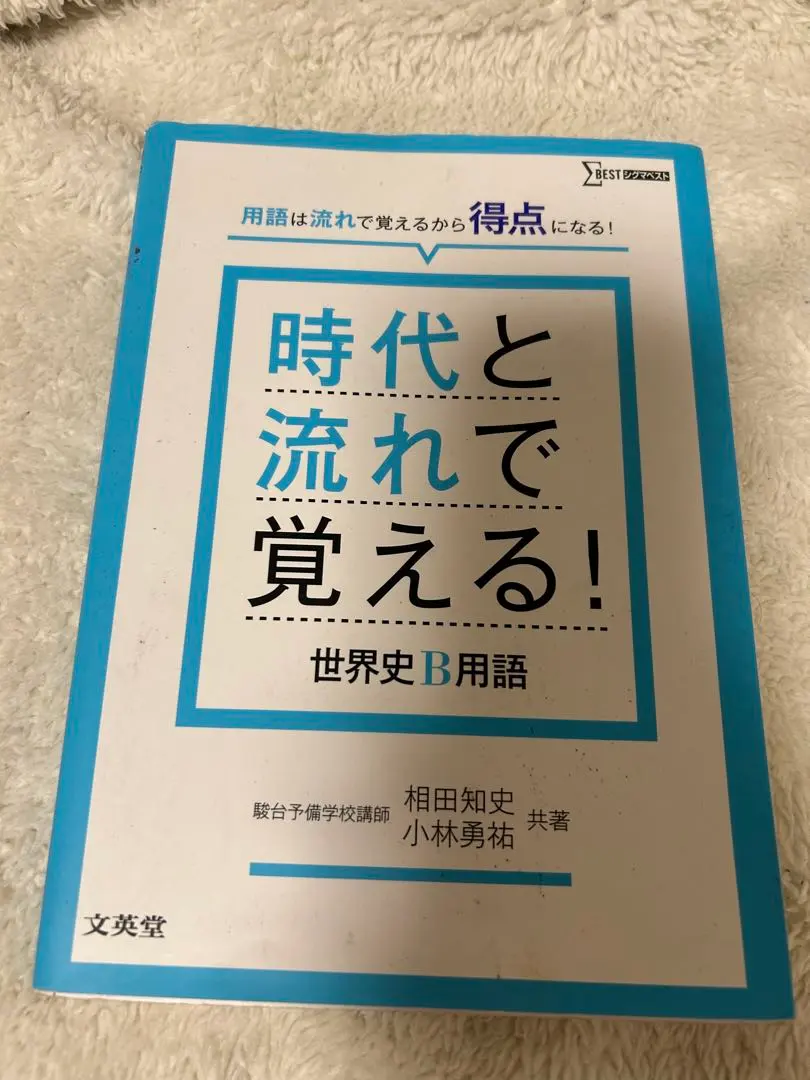 ΣBEST シグマベスト
用語は流れで覚えるから得点になる!
時代と
流れで
覚える!
世界史B用語
駿台予備学校講師 相田知史 小林勇祐 共著
文英堂